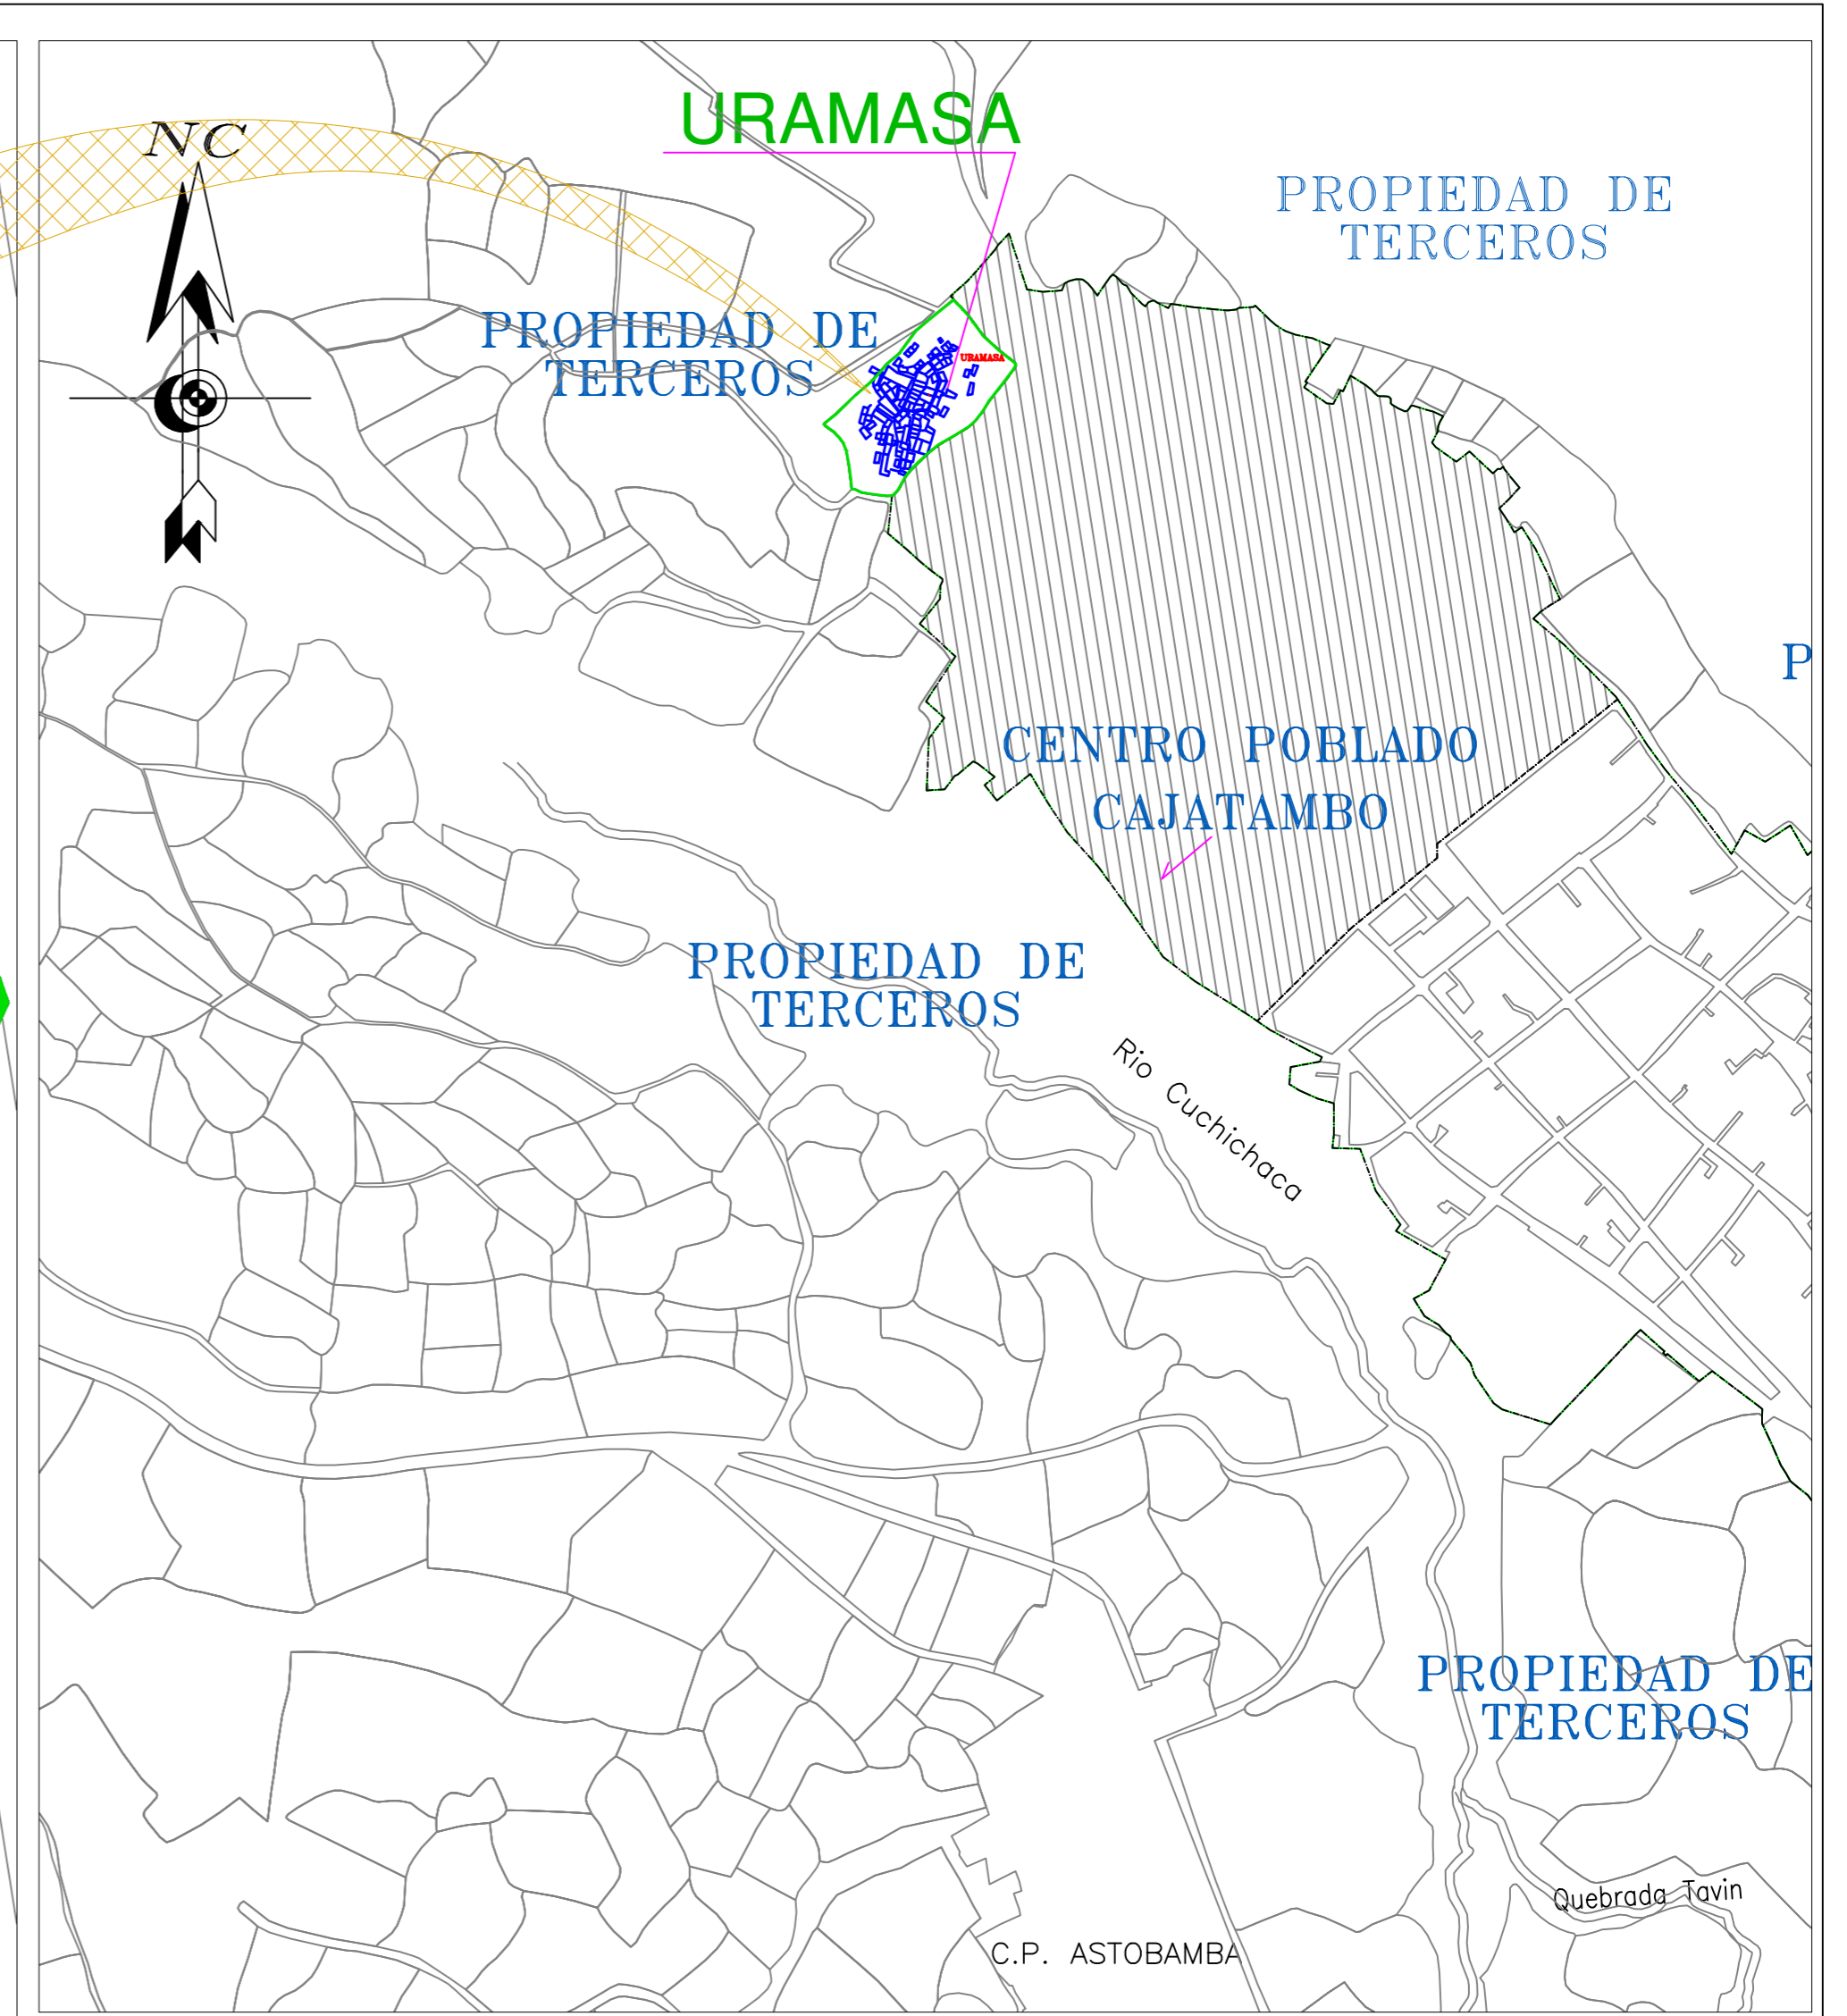 URAMASA
NC
PROPIEDAD DE
TERCEROS
PROPIEDAD DE
TERCEROS
URAMASA
P
CENTRO POBLADO
CAJATAMBO
PROPIEDAD DE
TERCEROS
Rio Cuchichaca
PROPIEDAD DE
TERCEROS
Quebrada Tavin
C.P. ASTOBAMBA